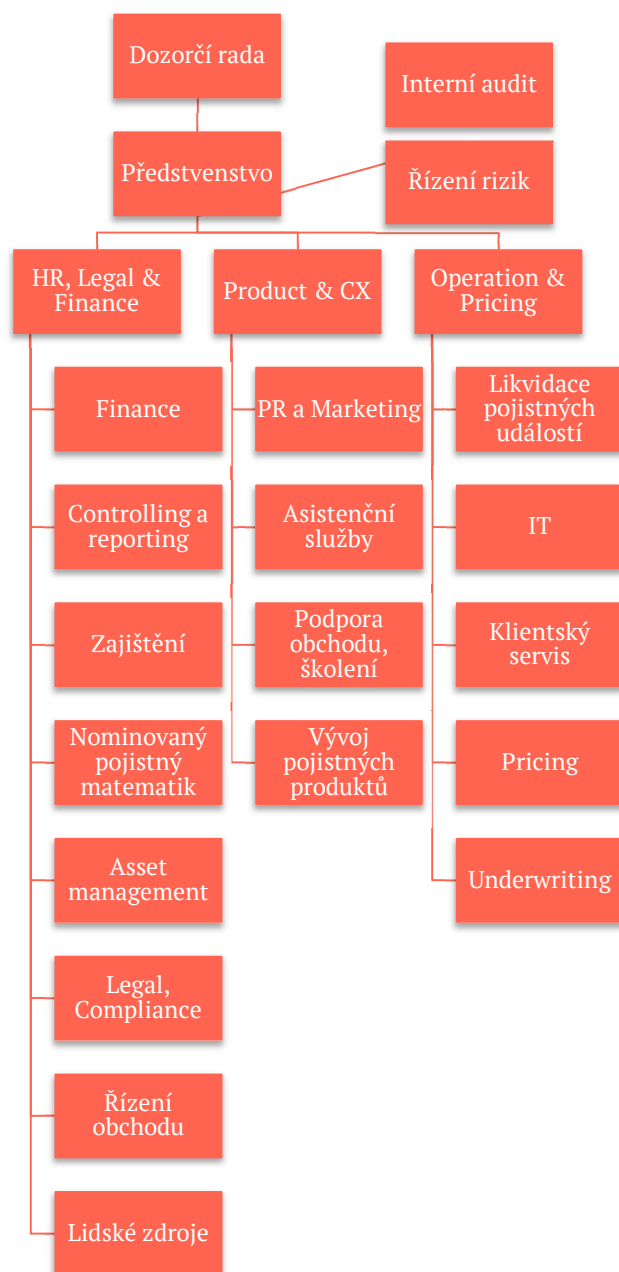 Dozorčí rada
Interní audit
Předstvenstvo
Řízení rizik
HR, Legal &
Finance
Product & CX
Operation &
Pricing
Finance
Controlling a
reporting
Zajištění
Nominovaný
pojistný
matematik
Asset
management
Legal,
Compliance
Řízení
obchodu
Lidské zdroje
PR a Marketing
Asistenční
služby
Podpora
obchodu,
školení
Vývoj
pojistných
produktů
Likvidace
pojistných
událostí
IT
Klientský
servis
Pricing
Underwriting